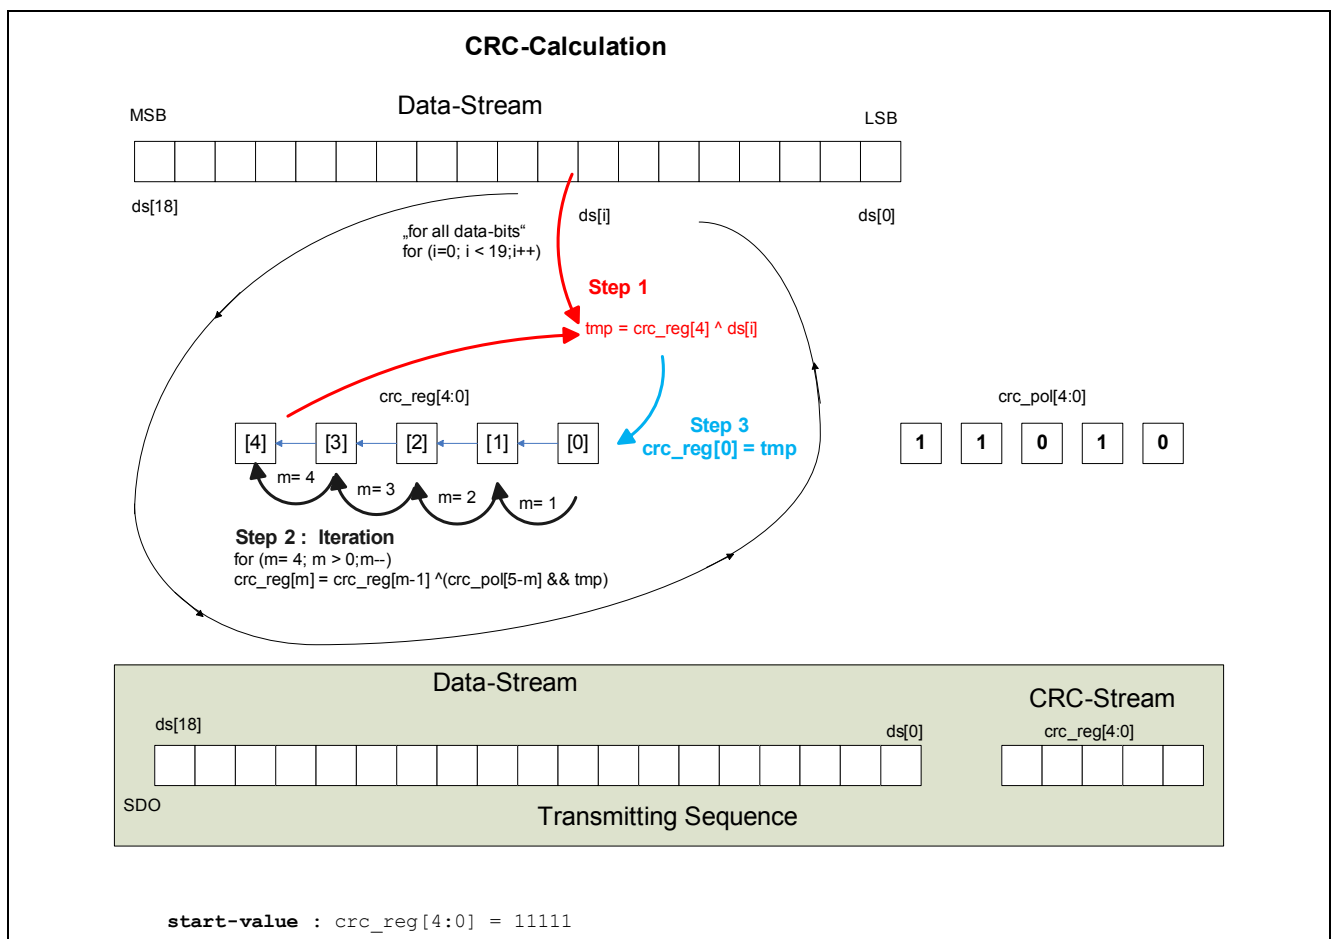 CRC-Calculation
Data-Stream
MSB
LSB
ds[18]
ds[i]
ds[0]
„for all data-bits“
for (i=0; i < 19;i++)
Step 1
tmp = crc_reg[4] ^ ds[i]
crc_reg[4:0]
crc_pol[4:0]
[4]
[3]
[2]
[1]
[0]
Step 3
crc_reg[0] = tmp
1
1
0
1
0
m= 4
m= 3
m= 2
m= 1
Step 2 : Iteration
for (m= 4; m > 0;m--)
crc_reg[m] = crc_reg[m-1] ^(crc_pol[5-m] && tmp)
Data-Stream
CRC-Stream
ds[18]
ds[0]
crc_reg[4:0]
SDO
Transmitting Sequence
start-value : crc_reg[4:0] = 11111